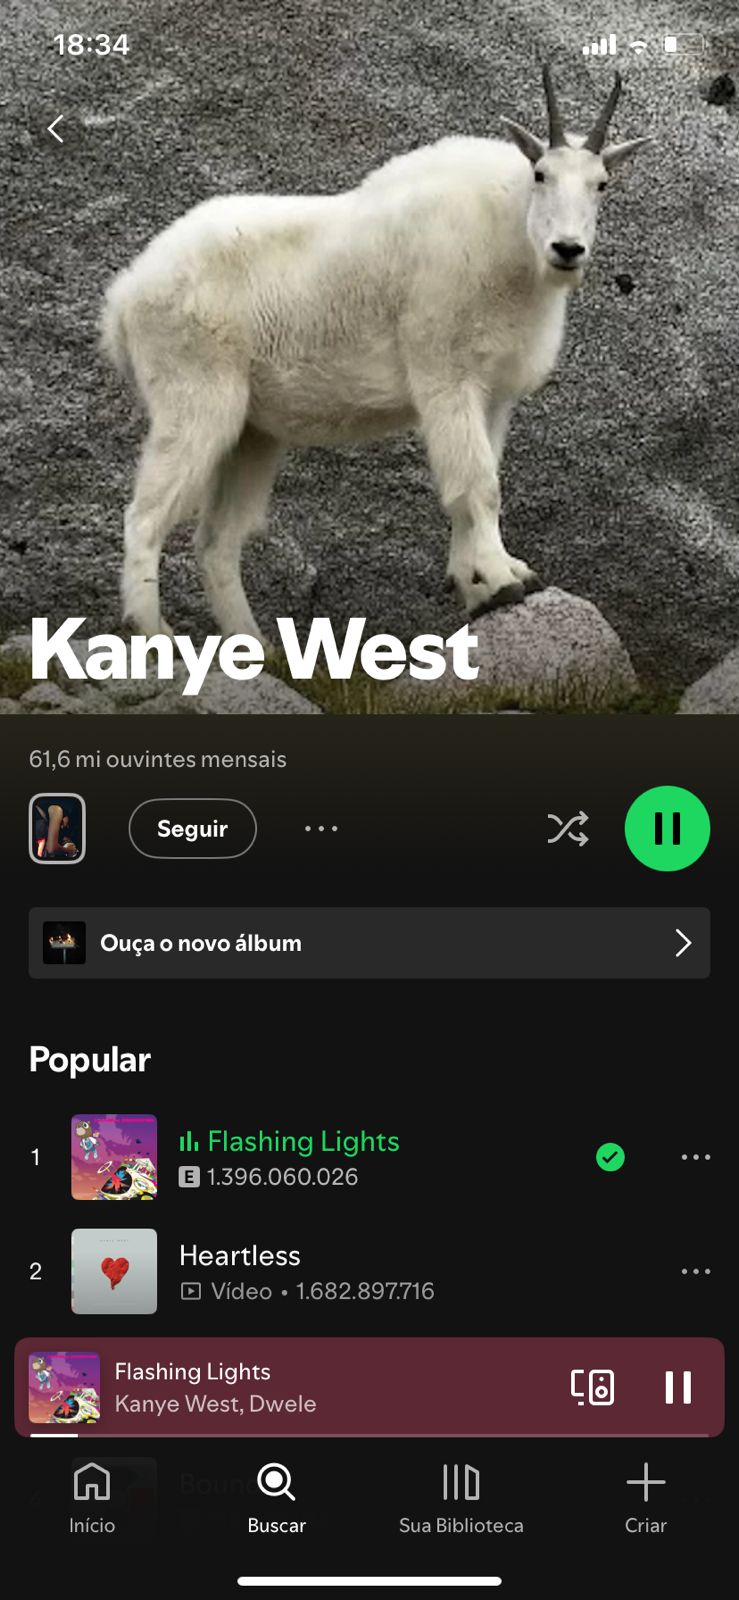 18:34
Kanye West
61,6 mi ouvintes mensais
Seguir
Ouça o novo álbum
Popular
1
Flashing Lights
E 1.396.060.026
2
Heartless
Vídeo • 1.682.897.716
Flashing Lights
Kanye West, Dwele
Bound
Início
Buscar
Sua Biblioteca
Criar